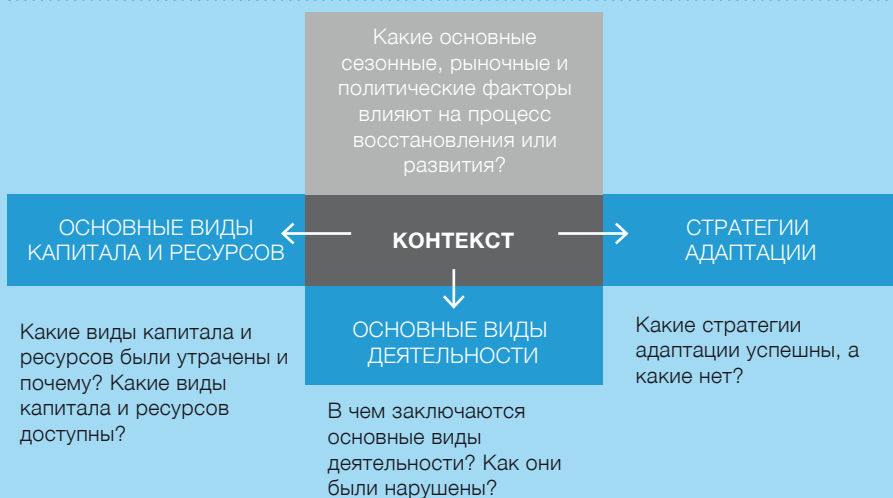 Какие основные
сезонные, рыночные и
политические факторы
влияют на процесс
восстановления или
развития?
ОСНОВНЫЕ ВИДЫ
КАПИТАЛА И РЕСУРСОВ
КОНТЕКСТ
СТРАТЕГИИ
АДАПТАЦИИ
Какие виды капитала и
ресурсов были утрачены и
почему? Какие виды
капитала и ресурсов
доступны?
ОСНОВНЫЕ ВИДЫ
ДЕЯТЕЛЬНОСТИ
В чем заключаются
основные виды
деятельности? Как они
были нарушены?
Какие стратегии
адаптации успешны, а
какие нет?